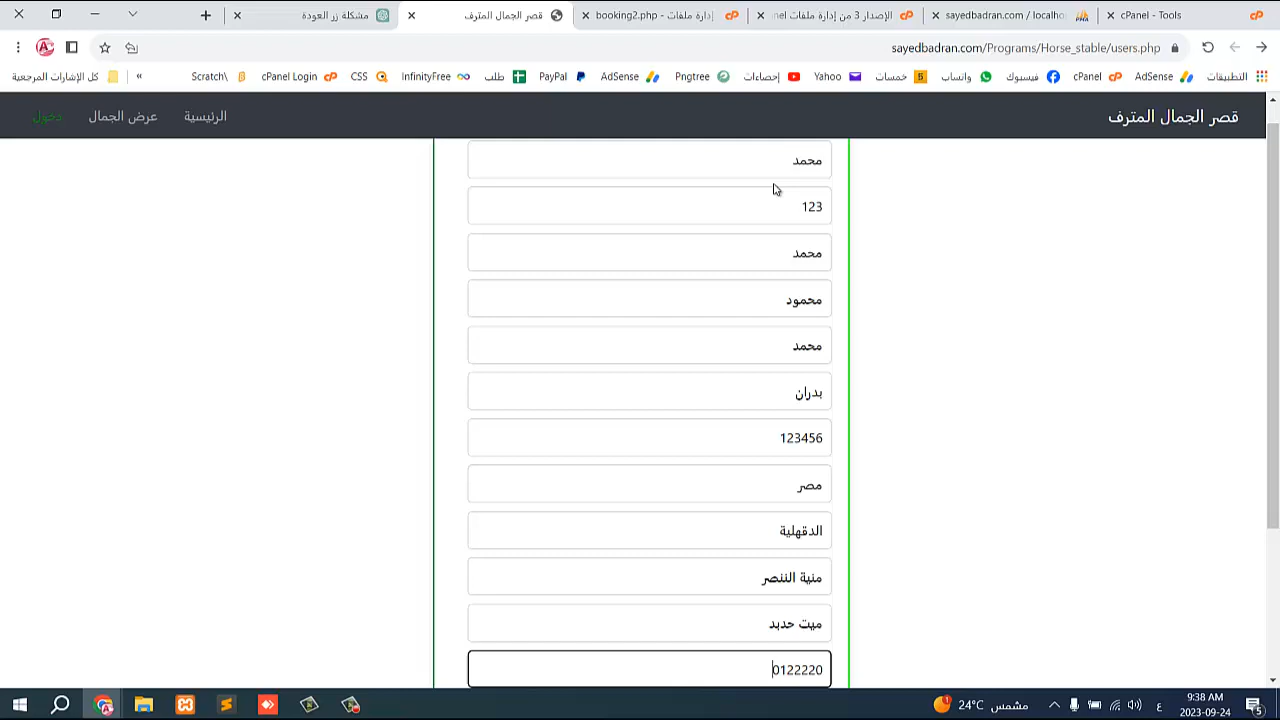 مشكلة زر العودة
قصر الجمال المترف
إدارة ملفات - booking2.php
الإصدار 3 من إدارة ملفات
sayedbadran.com / localho
cPanel - Tools
sayedbadran.com/Programs/Horse_stable/users.php
التطبيقات
AdSense
cPanel
فيسبوك
واتساب
خمسات
Yahoo
إحصاءات
Pngtree
AdSense
PayPal
طلب
InfinityFree
CSS
cPanel Login
Scratch\
»
كل الإشارات المرجعية
قصر الجمال المترف
الرئيسية
عرض الجمال
دخول
محمد
123
محمد
محمود
محمد
بدران
123456
مصر
الدقهلية
منية الننصر
ميت حديد
0122220
24°C مشمس
ع
9:38 AM
2023-09-24
5